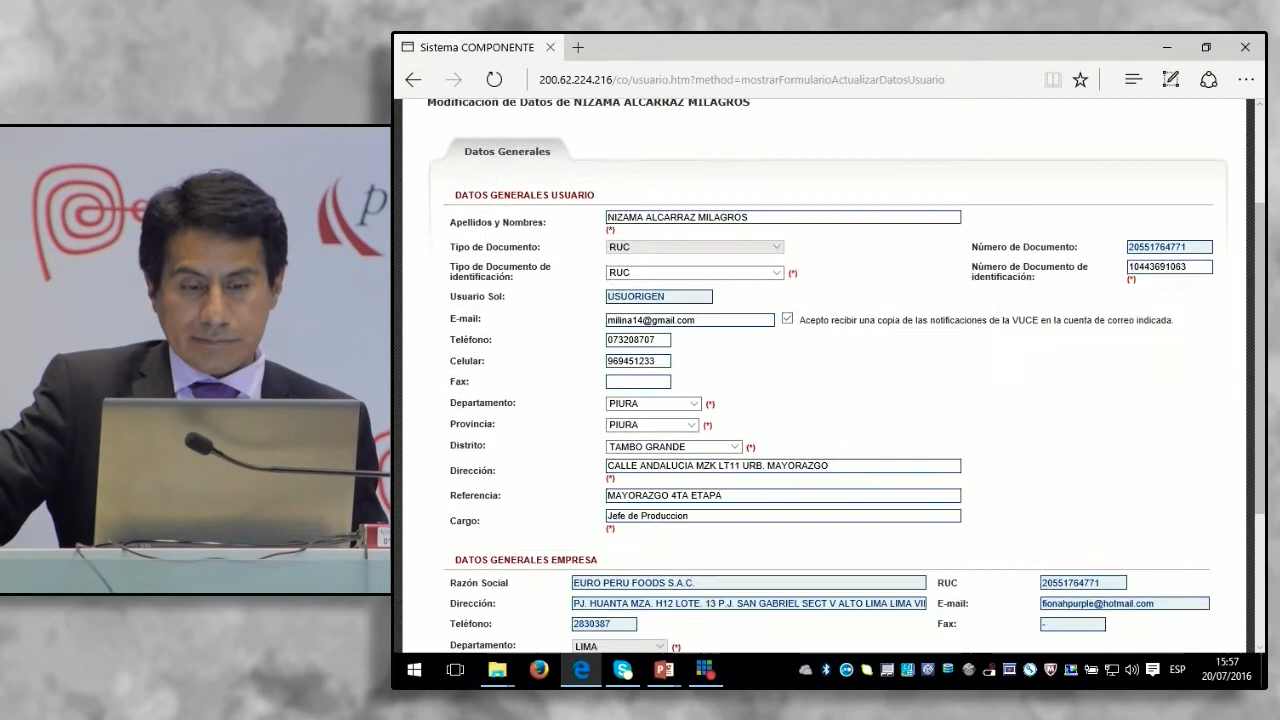 Sistema COMPONENTE
200.62.224.216/co/usuario.htm?method=mostrarFormularioActualizarDatosUsuario
Modificación de Datos de NIZAMA ALCARRAZ MILAGROS
Datos Generales
DATOS GENERALES USUARIO
Apellidos y Nombres: NIZAMA ALCARRAZ MILAGROS
(*)
Tipo de Documento: RUC Número de Documento: 20551764771
Tipo de Documento de identificación: RUC (*) Número de Documento de identificación: 10443691063
(*)
Usuario Sol: USUORIGEN
E-mail: milina14@gmail.com Acepto recibir una copia de las notificaciones de la VUCE en la cuenta de correo indicada.
Teléfono: 073208707
Celular: 969451233
Fax:
Departamento: PIURA (*)
Provincia: PIURA (*)
Distrito: TAMBO GRANDE (*)
Dirección: CALLE ANDALUCIA MZK LT11 URB. MAYORAZGO
(*)
Referencia: MAYORAZGO 4TA ETAPA
Cargo: Jefe de Produccion
(*)
DATOS GENERALES EMPRESA
Razón Social EURO PERU FOODS S.A.C. RUC 20551764771
Dirección: PJ. HUANTA MZA. H12 LOTE. 13 P.J. SAN GABRIEL SECT V ALTO LIMA LIMA VII E-mail: fionahpurple@hotmail.com
Teléfono: 2830387 Fax: -
Departamento: LIMA (*)
ESP
15:57
20/07/2016
p